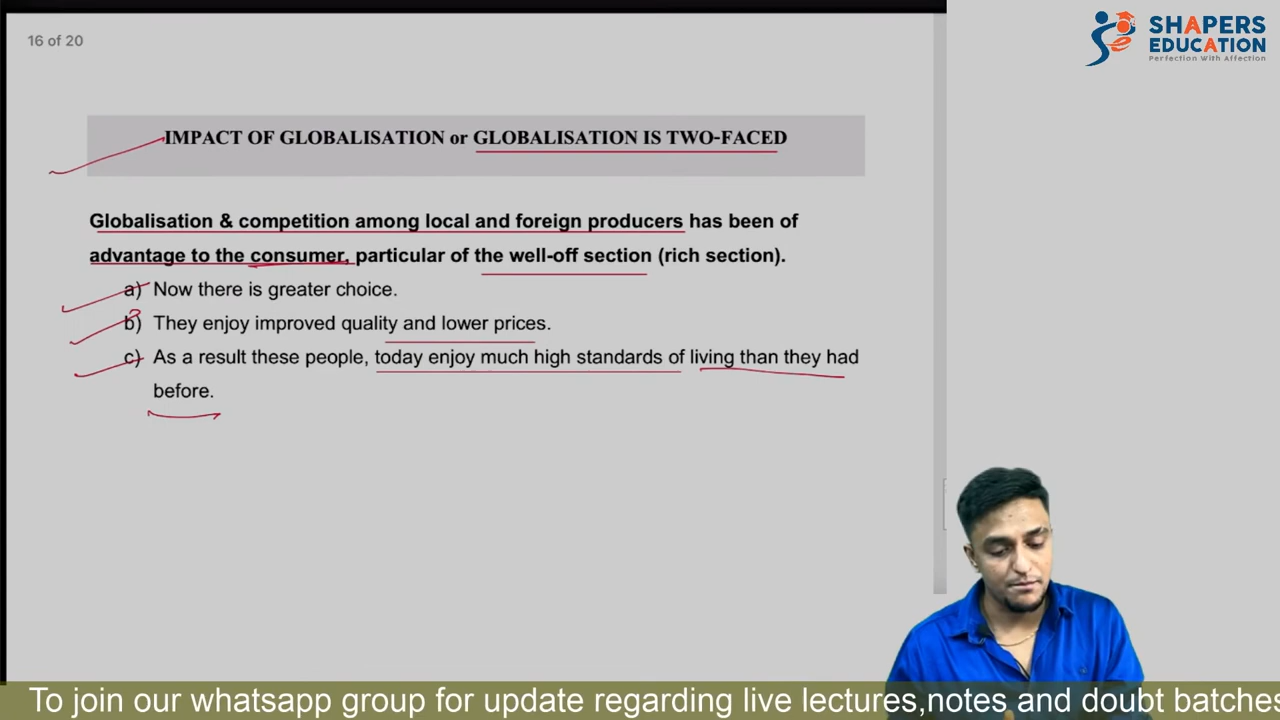 16 of 20
SHAPERS
EDUCATION
Perfection With Affection
IMPACT OF GLOBALISATION or GLOBALISATION IS TWO-FACED
Globalisation & competition among local and foreign producers has been of
advantage to the consumer, particular of the well-off section (rich section).
a) Now there is greater choice.
b) They enjoy improved quality and lower prices.
c) As a result these people, today enjoy much high standards of living than they had
before.
To join our whatsapp group for update regarding live lectures,notes and doubt batches